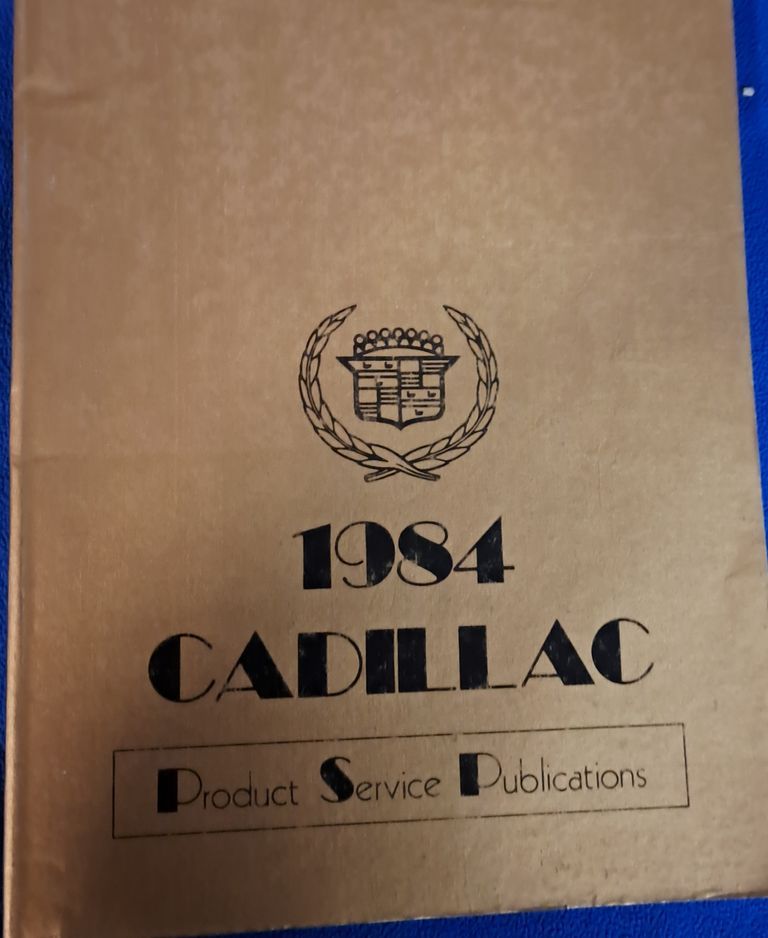 1984
CADILLAC
Product Service Publications